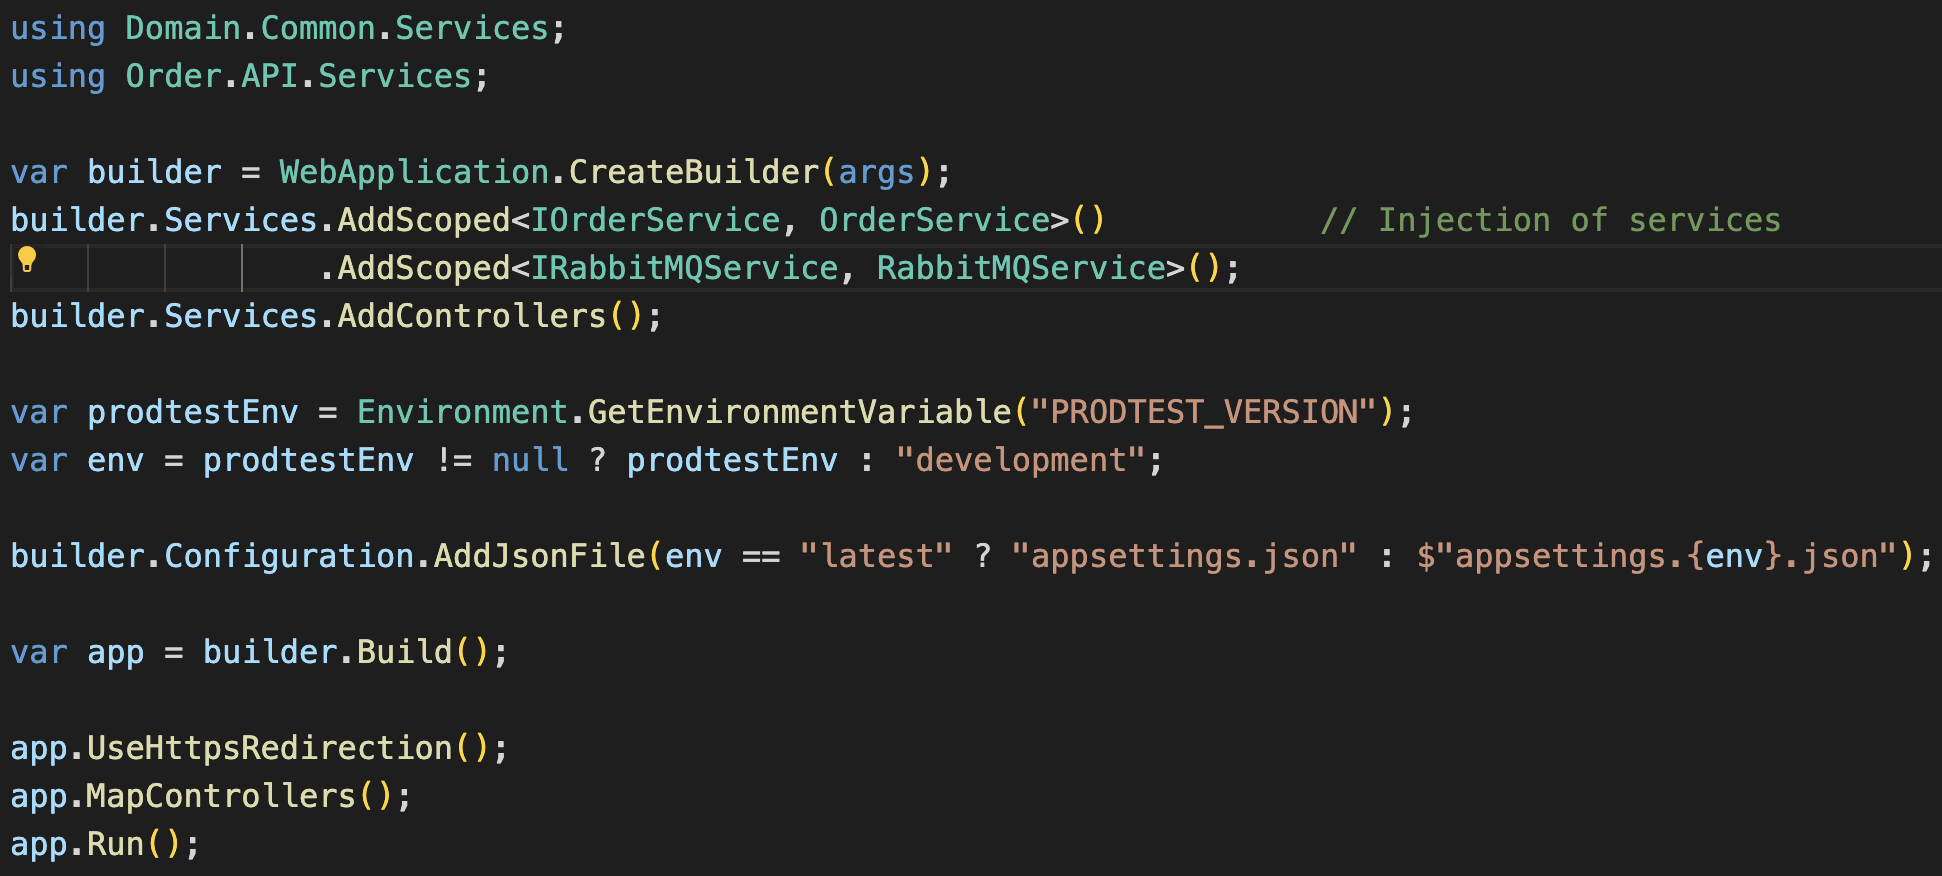 using Domain.Common.Services;
using Order.API.Services;

var builder = WebApplication.CreateBuilder(args);
builder.Services.AddScoped<IOrderService, OrderService>()           // Injection of services
                .AddScoped<IRabbitMQService, RabbitMQService>();
builder.Services.AddControllers();

var prodtestEnv = Environment.GetEnvironmentVariable("PRODTEST_VERSION");
var env = prodtestEnv != null ? prodtestEnv : "development";

builder.Configuration.AddJsonFile(env == "latest" ? "appsettings.json" : $"appsettings.{env}.json");

var app = builder.Build();

app.UseHttpsRedirection();
app.MapControllers();
app.Run();